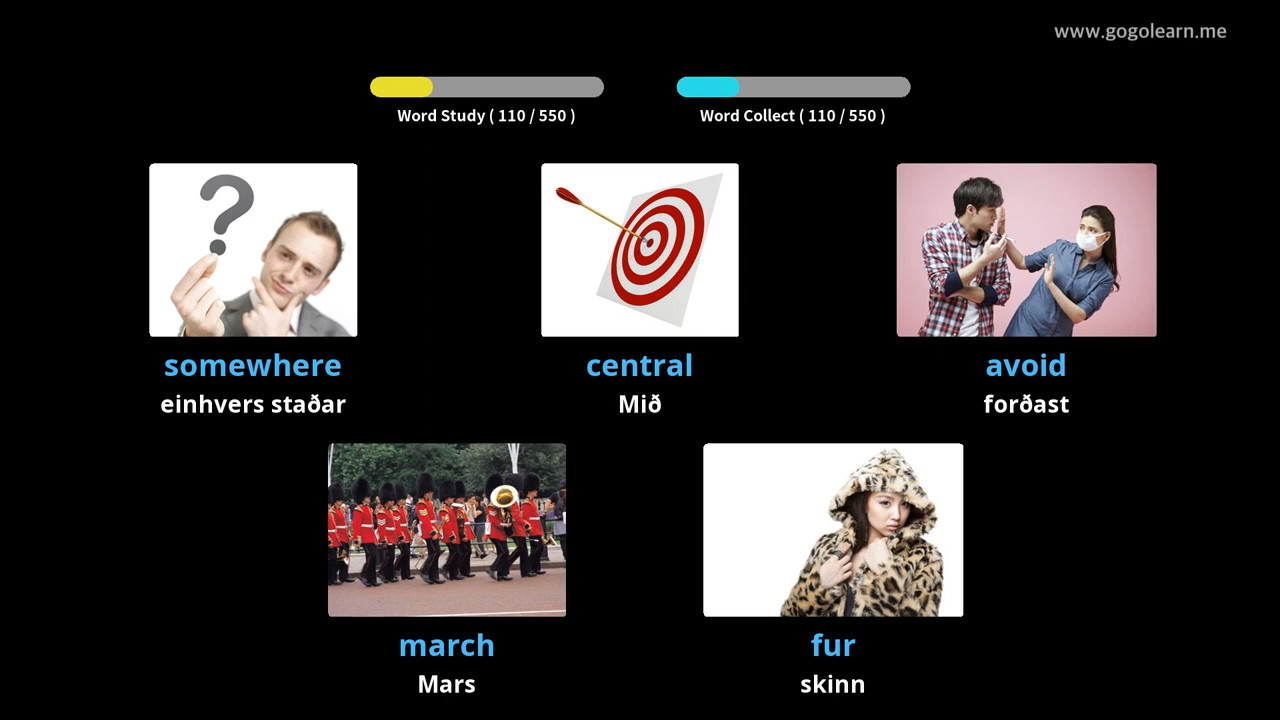 www.gogolearn.me
Word Study ( 110 / 550 )
Word Collect ( 110 / 550 )
somewhere
einhvers staðar
central
Mið
avoid
forðast
march
Mars
fur
skinn